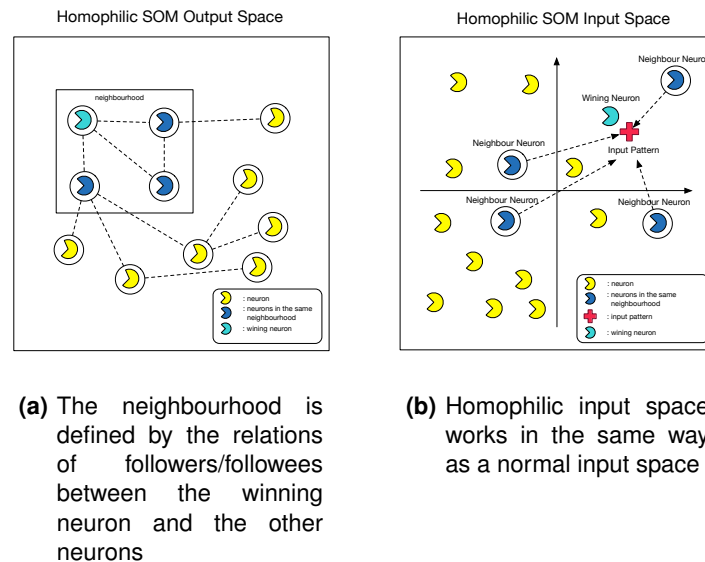 Homophilic SOM Output Space
neighbourhood
: neuron
: neurons in the same
neighbourhood
: wining neuron
(a) The neighbourhood is
defined by the relations
of followers/followees
between the winning
neuron and the other
neurons
Homophilic SOM Input Space
Neighbour Neuron
Wining Neuron
Neighbour Neuron
Input Pattern
Neighbour Neuron
Neighbour Neuron
: neuron
: neurons in the same
neighbourhood
: input pattern
: wining neuron
(b) Homophilic input space
works in the same way
as a normal input space